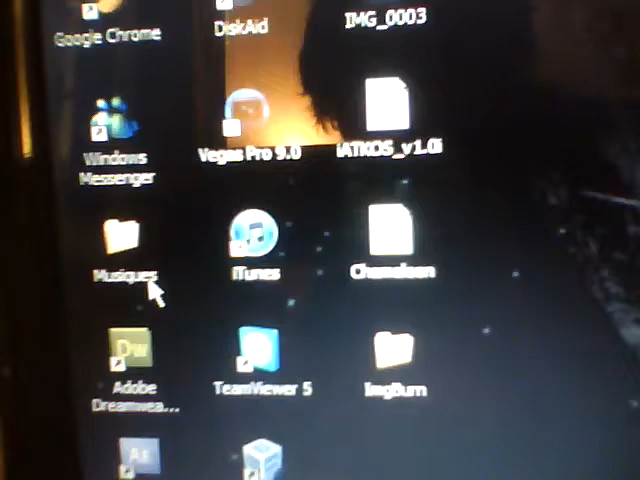 Google Chrome
DiskAid
IMG_0003
Windows
Messenger
Vegas Pro 9.0
iATKOS_v1.0i
Musiques
iTunes
Chameleon
Dw
Adobe
Dreamwea...
TeamViewer 5
ImgBurn